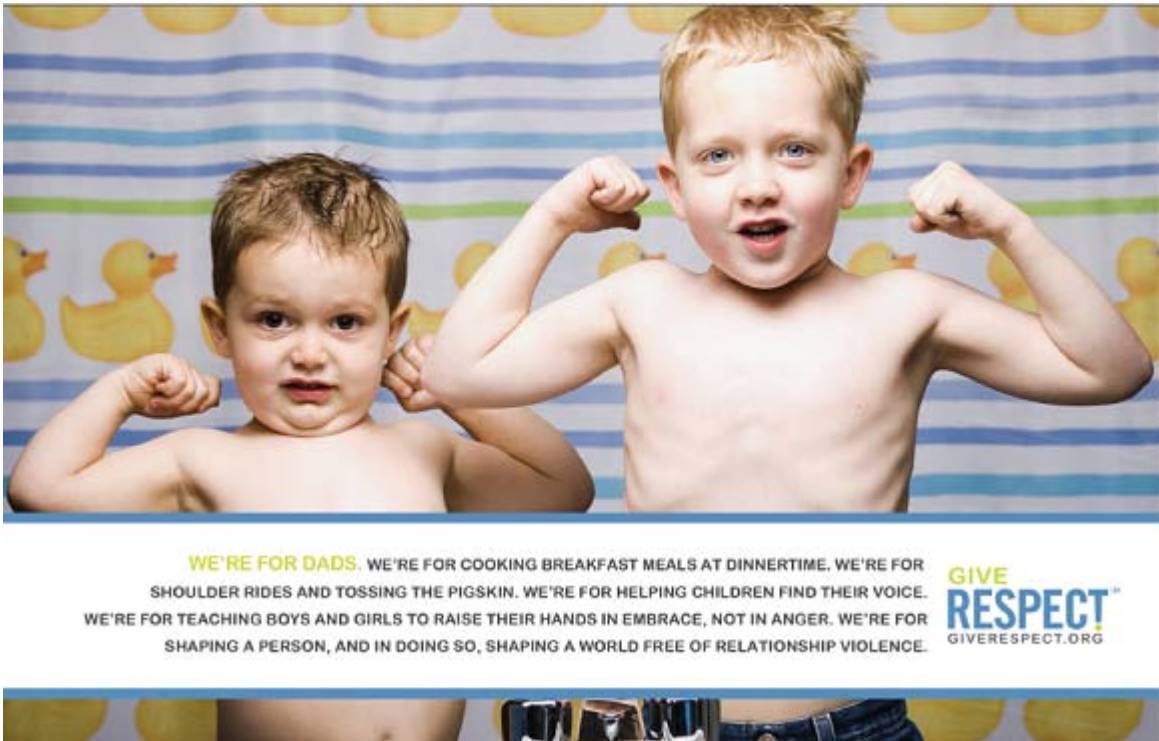 WE'RE FOR DADS. WE'RE FOR COOKING BREAKFAST MEALS AT DINNERTIME. WE'RE FOR
SHOULDER RIDES AND TOSSING THE PIGSKIN. WE'RE FOR HELPING CHILDREN FIND THEIR VOICE.
WE'RE FOR TEACHING BOYS AND GIRLS TO RAISE THEIR HANDS IN EMBRACE, NOT IN ANGER. WE'RE FOR
SHAPING A PERSON, AND IN DOING SO, SHAPING A WORLD FREE OF RELATIONSHIP VIOLENCE.
GIVE
RESPECT!
GIVERESPECT.ORG